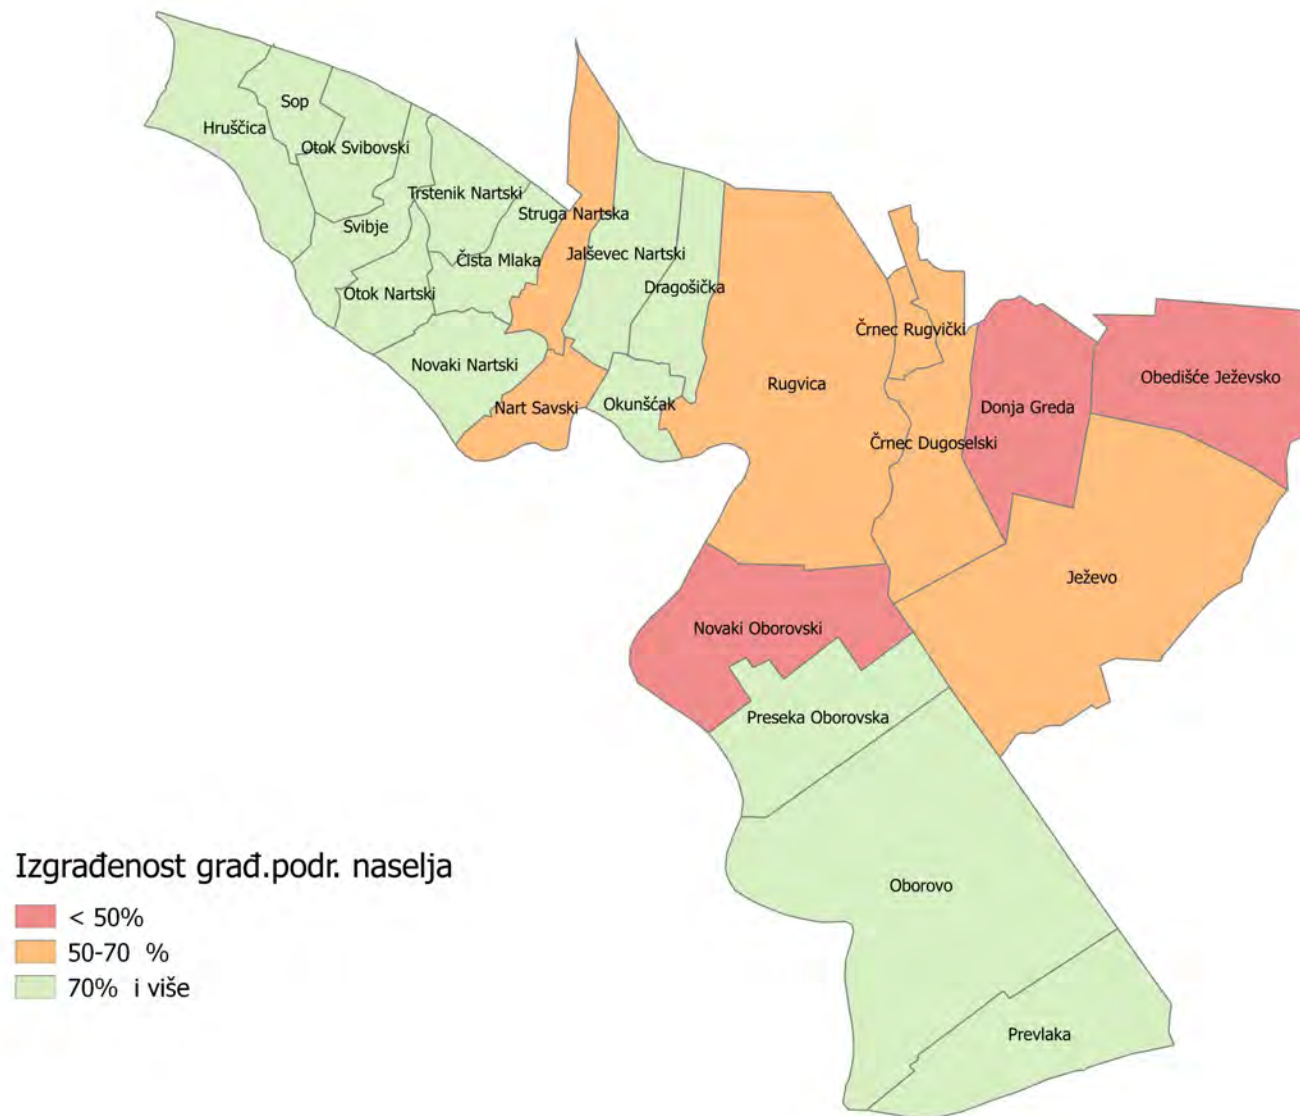 Sop
Hruščica
Otok Svibovski
Trstenik Nartski
Struga Nartska
Svibje
Jalševec Nartski
Čista Mlaka
Dragošička
Otok Nartski
Črnec Rugvički
Novaki Nartski
Obedišće Ježevsko
Rugvica
Okunšćak
Nart Savski
Donja Greda
Črnec Dugoselski
Ježevo
Novaki Oborovski
Preseka Oborovska
Izgrađenost građ.podr. naselja
Oborovo
< 50%
50-70 %
70% i više
Prevlaka